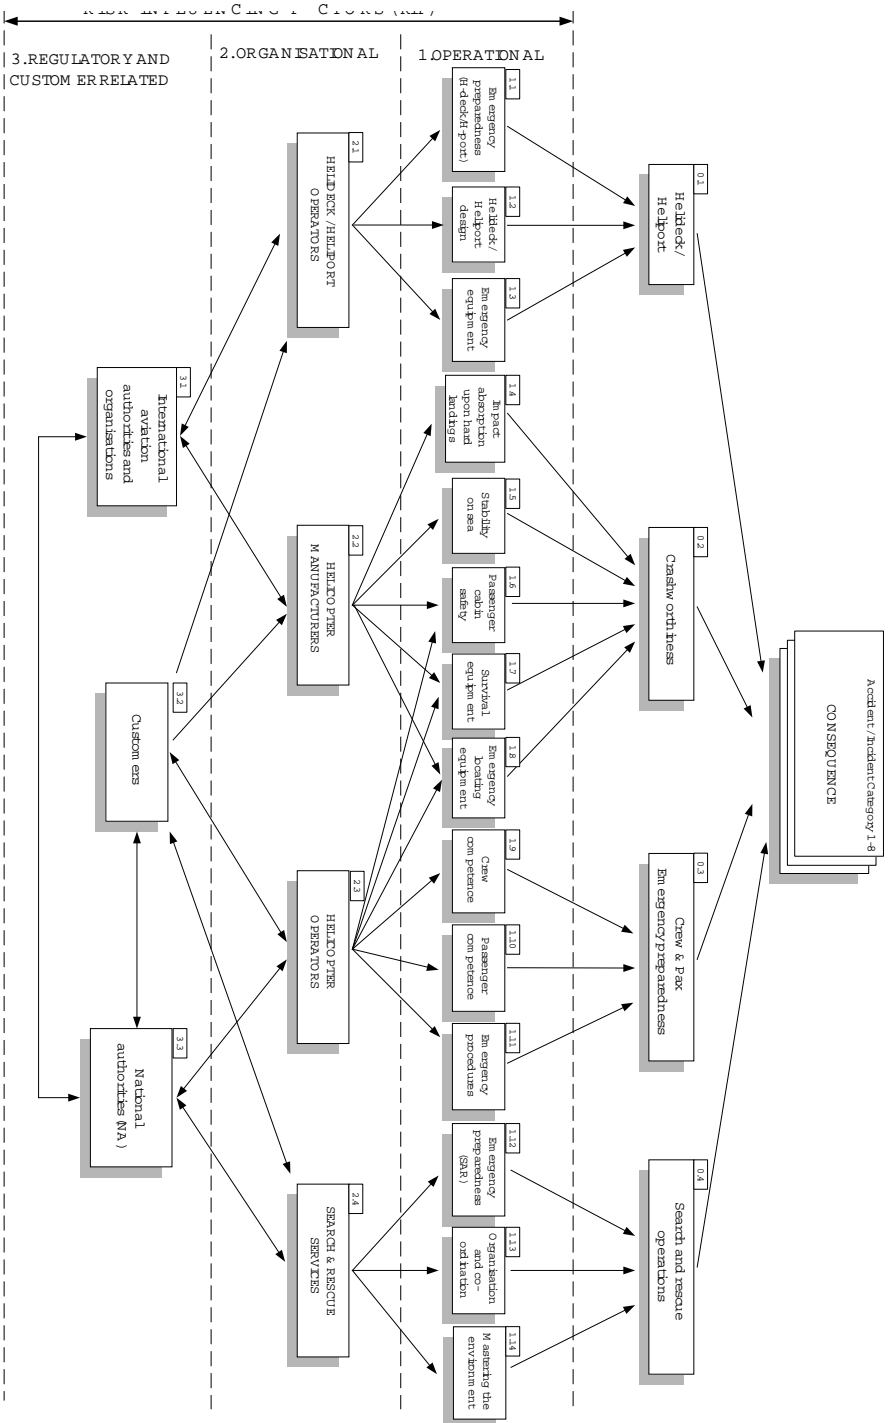 RISK INFLUENCING FACTORS (RIF)
3. REGULATORY AND
CUSTOMER RELATED
2. ORGANISATIONAL
1. OPERATIONAL
Accident / Incident Category 1-8
CONSEQUENCE
0.1
Helideck/
Heliport
0.2
Crashworthiness
0.3
Crew & Pax
Emergency preparedness
0.4
Search and rescue
operations
1.1
Emergency
preparedness
(H-deck/H-port)
1.2
Helideck/
Heliport
design
1.3
Emergency
equipment
1.4
Impact
absorption
upon hard
landings
1.5
Stability
on sea
1.6
Passenger
cabin
safety
1.7
Survival
equipment
1.8
Emergency
locating
equipment
1.9
Crew
competence
1.10
Passenger
competence
1.11
Emergency
procedures
1.12
Emergency
preparedness
(SAR)
1.13
Organisation
and co-
ordination
1.14
Mastering the
environment
2.1
HELIDECK / HELIPORT
OPERATORS
2.2
HELICOPTER
MANUFACTURERS
2.3
HELICOPTER
OPERATORS
2.4
SEARCH & RESCUE
SERVICES
3.1
International
aviation
authorities and
organisations
3.2
Customers
3.3
National
authorities (NA)